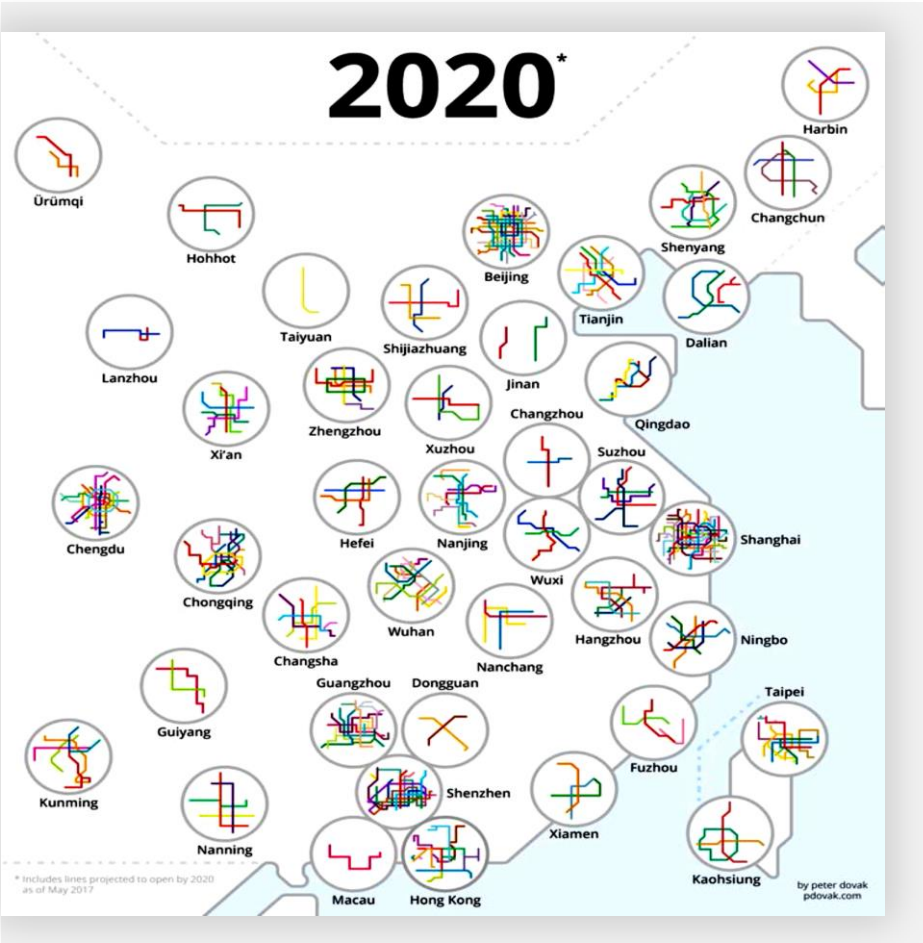 2020*
Harbin
Ürümqi
Changchun
Hohhot
Shenyang
Beijing
Tianjin
Taiyuan
Dalian
Shijiazhuang
Lanzhou
Jinan
Changzhou
Zhengzhou
Qingdao
Xuzhou
Xi'an
Suzhou
Chengdu
Hefei
Nanjing
Shanghai
Wuxi
Chongqing
Wuhan
Hangzhou
Ningbo
Changsha
Nanchang
Guangzhou
Dongguan
Taipei
Guiyang
Fuzhou
Kunming
Shenzhen
Xiamen
Nanning
Kaohsiung
* Includes lines projected to open by 2020
as of May 2017
by peter dovak
pdovak.com
Macau
Hong Kong